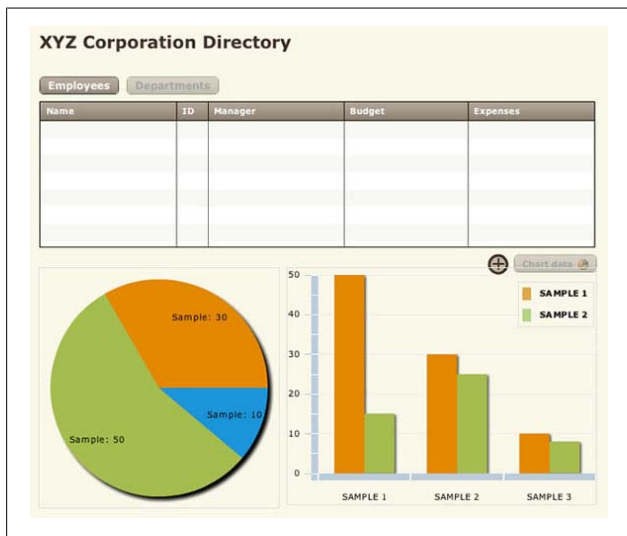 XYZ Corporation Directory
Employees Departments
Name ID Manager Budget Expenses
Chart data
Sample: 30
Sample: 10
Sample: 50
50
40
30
20
10
0
SAMPLE 1
SAMPLE 2
SAMPLE 1 SAMPLE 2 SAMPLE 3